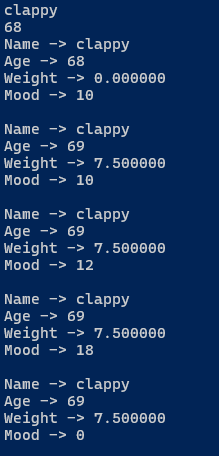 clappy
68
Name -> clappy
Age -> 68
Weight -> 0.000000
Mood -> 10
Name -> clappy
Age -> 69
Weight -> 7.500000
Mood -> 10
Name -> clappy
Age -> 69
Weight -> 7.500000
Mood -> 12
Name -> clappy
Age -> 69
Weight -> 7.500000
Mood -> 18
Name -> clappy
Age -> 69
Weight -> 7.500000
Mood -> 0